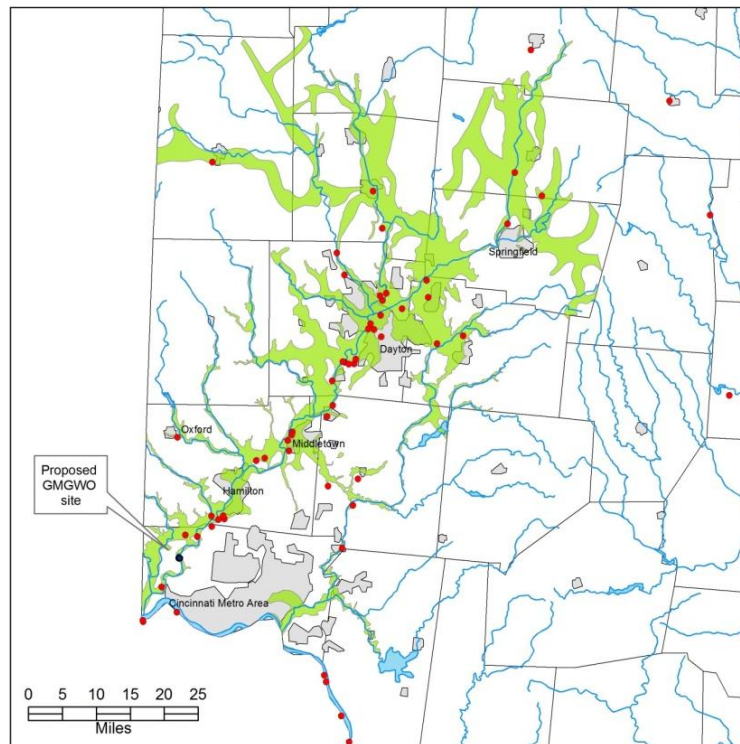 Springfield
Dayton
Oxford
Middletown
Proposed
GMGWO
site
Hamilton
Cincinnati Metro Area
0 5 10 15 20 25
Miles